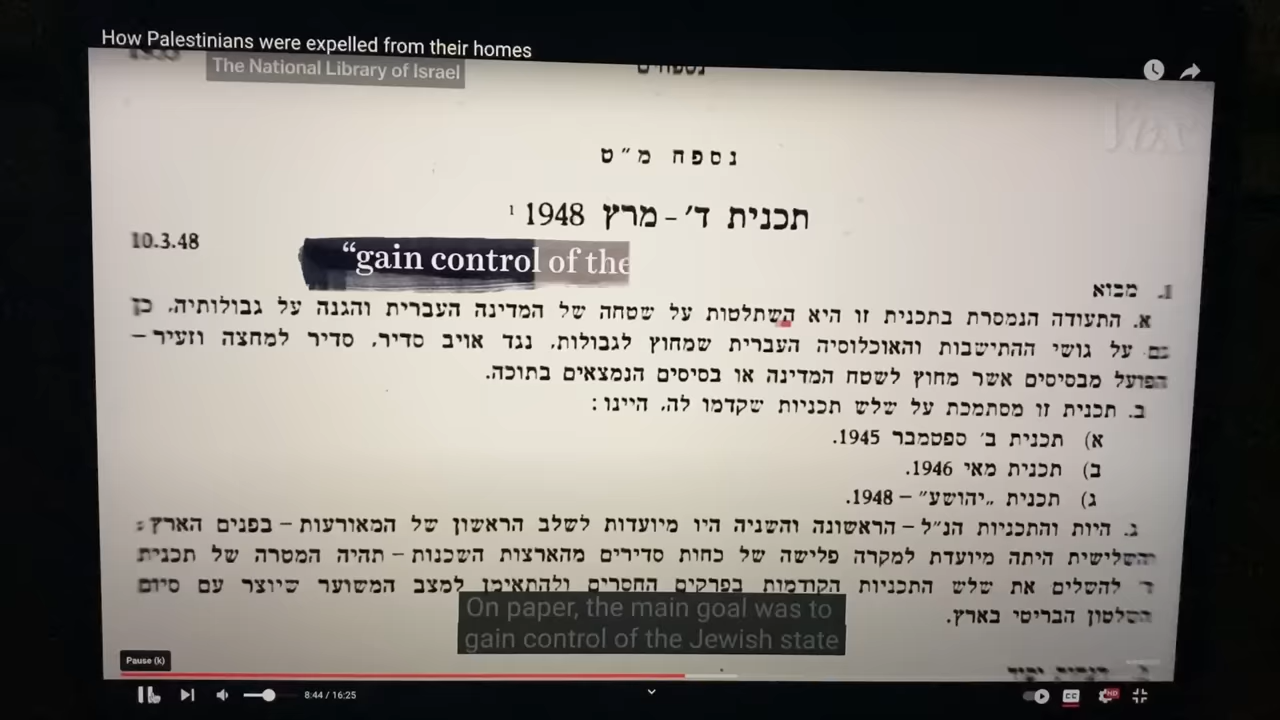 How Palestinians were expelled from their homes
The National Library of Israel
נספחים
נספח מ״ט
תכנית ד׳ – מרץ 1948 1
10.3.48
“gain control of the
1. מבוא
א. התעודה הנמסרת בתכנית זו היא השתלטות על שטחה של המדינה העברית והגנה על גבולותיה, כן
גם על גושי ההתישבות והאוכלוסיה העברית שמחוץ לגבולות, נגד אויב סדיר, סדיר למחצה וזעיר –
הפועל מבסיסים אשר מחוץ לשטח המדינה או בסיסים הנמצאים בתוכה.
ב. תכנית זו מסתמכת על שלש תכניות שקדמו לה, היינו:
א) תכנית ב׳ ספטמבר 1945.
ב) תכנית מאי 1946.
ג) תכנית „יהושע״ – 1948.
ג. היות והתכניות הנ״ל – הראשונה והשניה היו מיועדות לשלב הראשון של המאורעות – בפנים הארץ;
והשלישית היתה מיועדת למקרה פלישה של כחות סדירים מהארצות השכנות – תהיה המטרה של תכנית
ד׳ להשלים את שלש התכניות הקודמות בפרקים החסרים ולהתאימן למצב המשוער שיוצר עם סיום
השלטון הבריטי בארץ.
On paper, the main goal was to
gain control of the Jewish state
Pause (k)
8:44 / 16:25
CC
HD